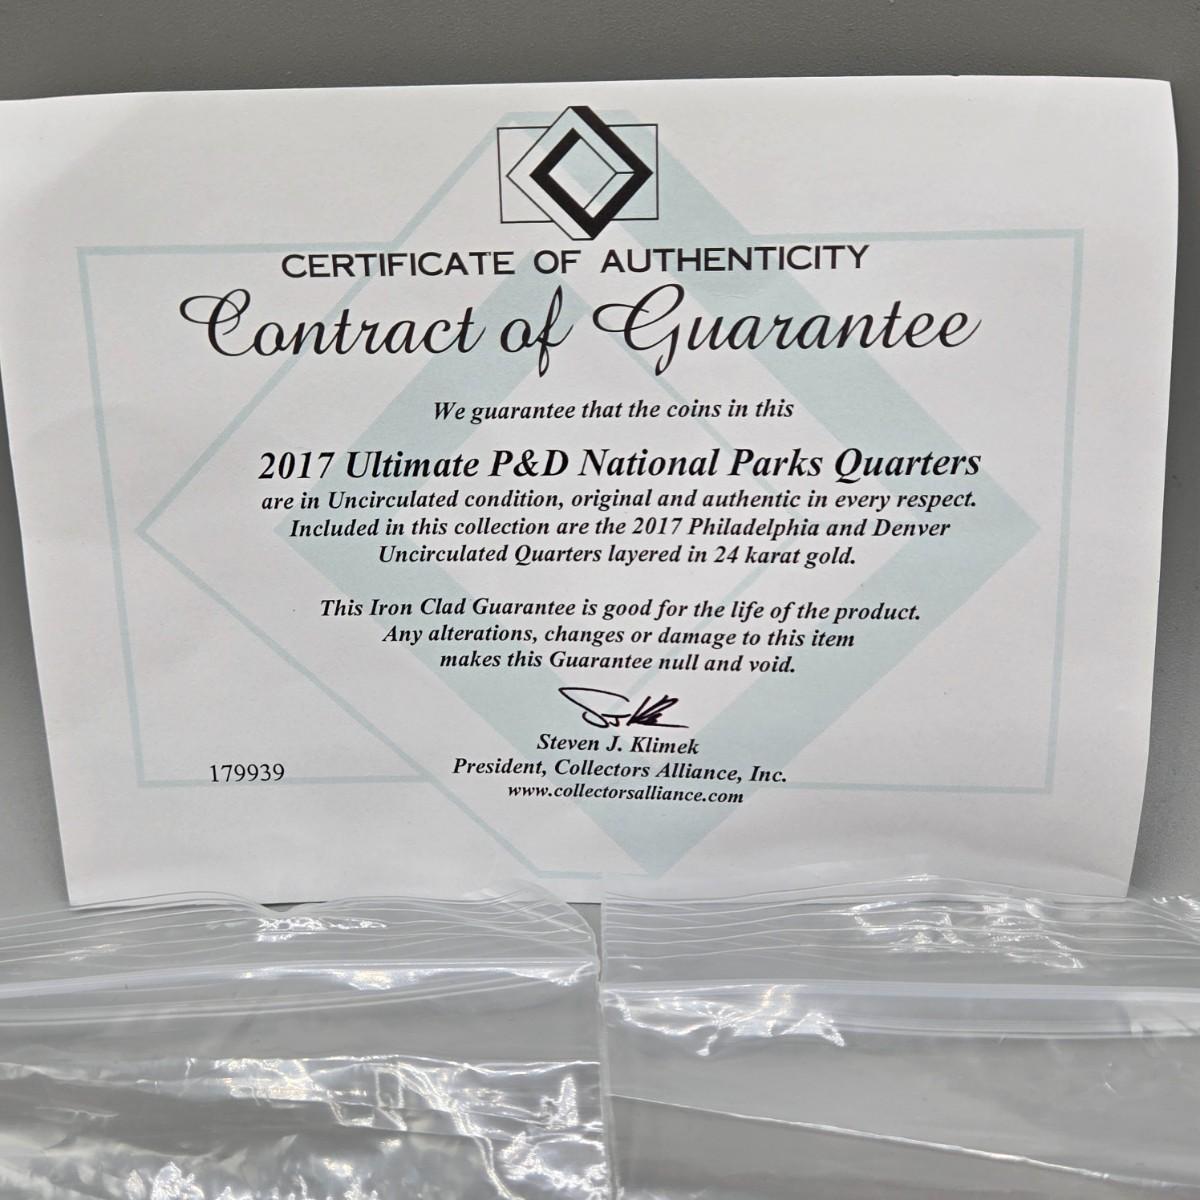 CERTIFICATE OF AUTHENTICITY
Contract of Guarantee
We guarantee that the coins in this
2017 Ultimate P&D National Parks Quarters
are in Uncirculated condition, original and authentic in every respect.
Included in this collection are the 2017 Philadelphia and Denver
Uncirculated Quarters layered in 24 karat gold.
This Iron Clad Guarantee is good for the life of the product.
Any alterations, changes or damage to this item
makes this Guarantee null and void.
Steven J. Klimek
President, Collectors Alliance, Inc.
www.collectorsalliance.com
179939